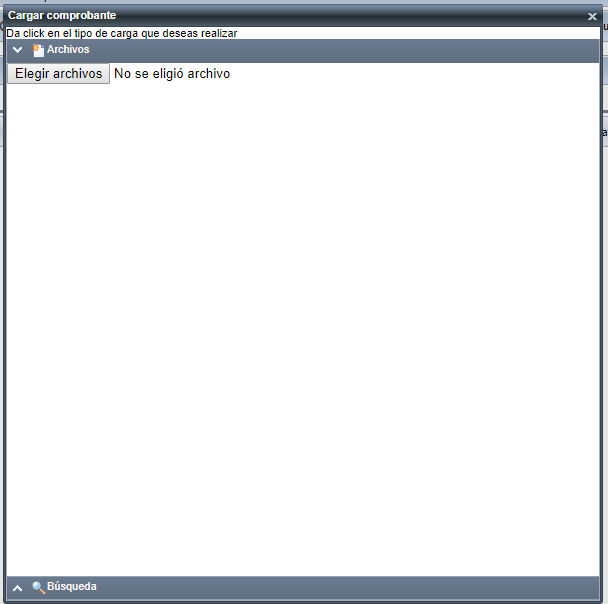 Cargar comprobante
Da click en el tipo de carga que deseas realizar
Archivos
Elegir archivos No se eligió archivo
Búsqueda